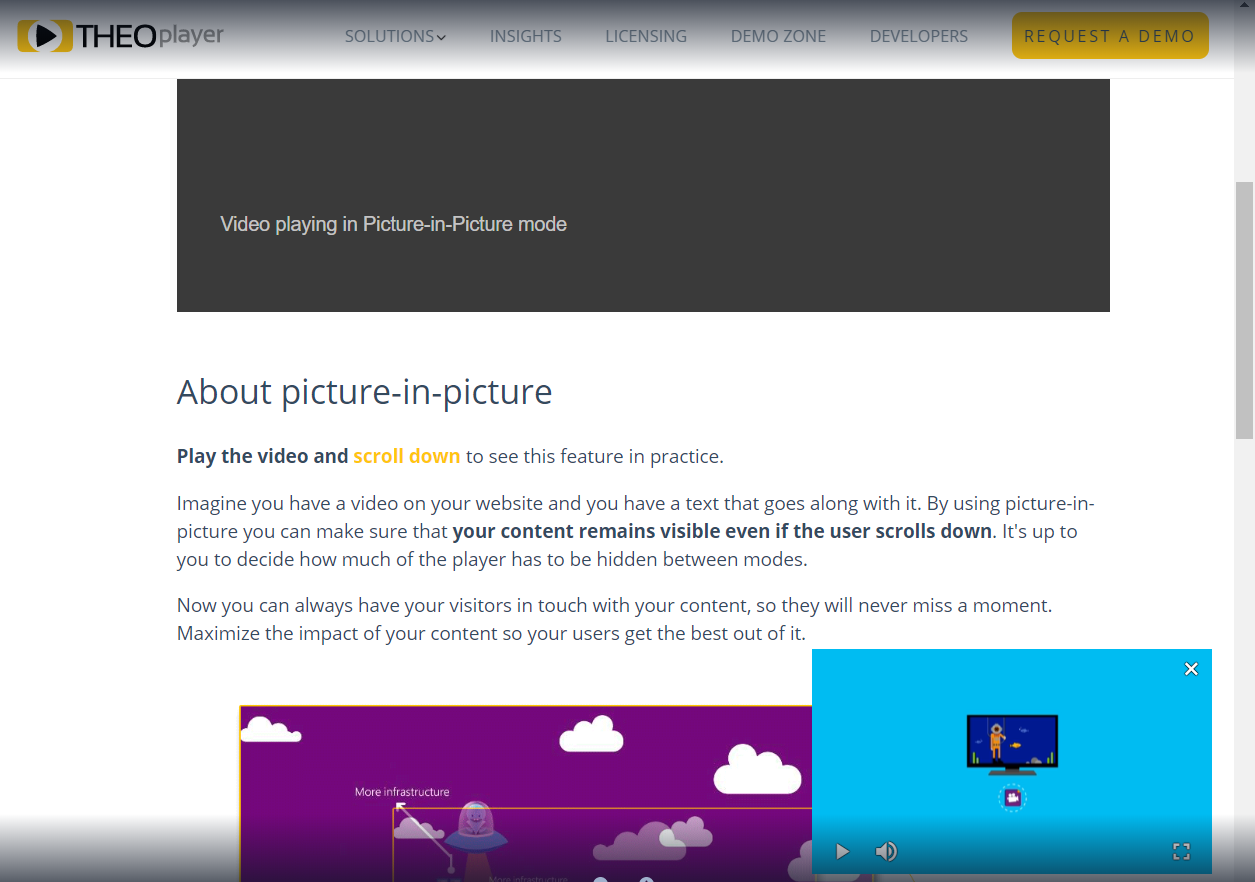 THEOplayer
SOLUTIONS
INSIGHTS
LICENSING
DEMO ZONE
DEVELOPERS
REQUEST A DEMO
Video playing in Picture-in-Picture mode
About picture-in-picture
Play the video and scroll down to see this feature in practice.
Imagine you have a video on your website and you have a text that goes along with it. By using picture-in-
picture you can make sure that your content remains visible even if the user scrolls down. It's up to
you to decide how much of the player has to be hidden between modes.
Now you can always have your visitors in touch with your content, so they will never miss a moment.
Maximize the impact of your content so your users get the best out of it.
More infrastructure
More infrastructure